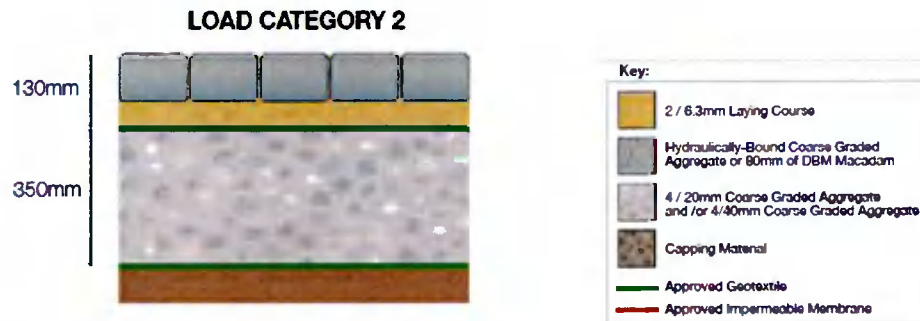 LOAD CATEGORY 2
130mm
350mm
Key:
2 / 6.3mm Laying Course
Hydraulically-Bound Coarse Graded
Aggregate or 80mm of DBM Macadam
4 / 20mm Coarse Graded Aggregate
and /or 4/40mm Coarse Graded Aggregate
Capping Material
Approved Geotextile
Approved Impermeable Membrane